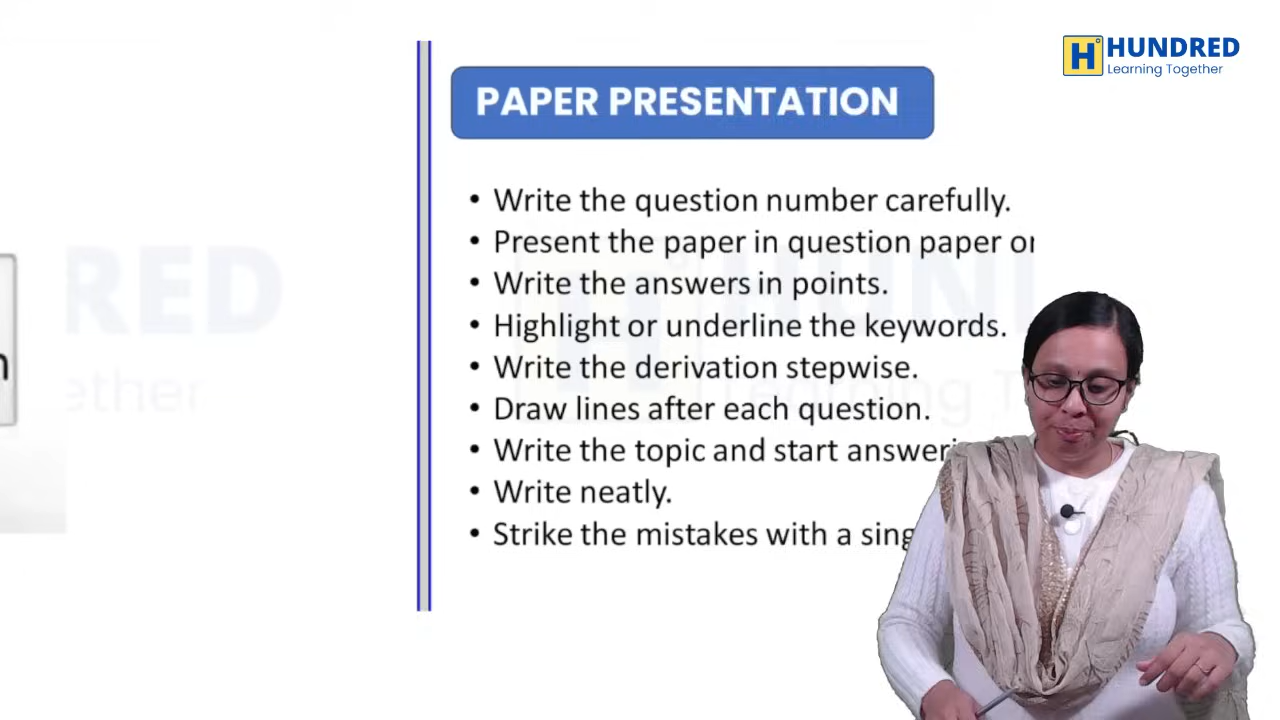 HUNDRED
Learning Together
PAPER PRESENTATION
• Write the question number carefully.
• Present the paper in question paper or
• Write the answers in points.
• Highlight or underline the keywords.
• Write the derivation stepwise.
• Draw lines after each question.
• Write the topic and start answeri
• Write neatly.
• Strike the mistakes with a sing